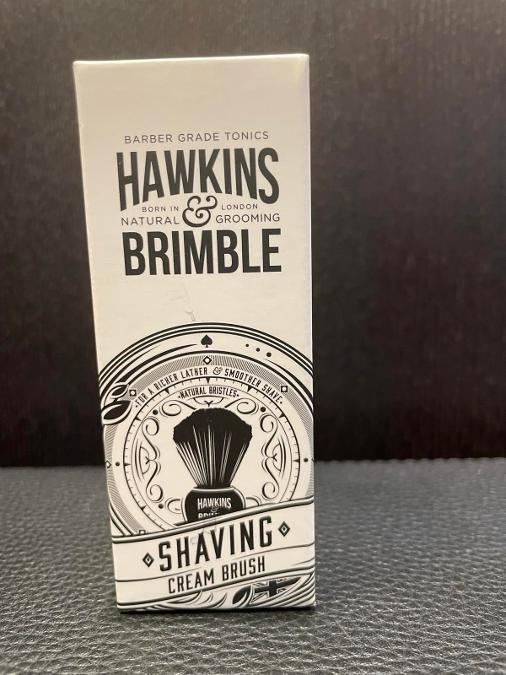 BARBER GRADE TONICS
HAWKINS
BORN IN & LONDON
NATURAL GROOMING
BRIMBLE
FOR A RICHER LATHER & SMOOTHER SHAVE
NATURAL BRISTLES
HAWKINS
&
SHAVING
CREAM BRUSH